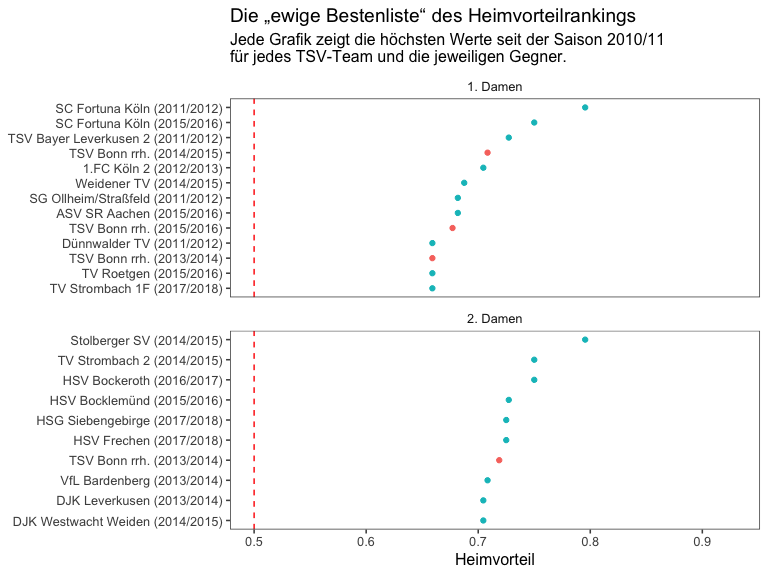 Die „ewige Bestenliste“ des Heimvorteilrankings
Jede Grafik zeigt die höchsten Werte seit der Saison 2010/11
für jedes TSV-Team und die jeweiligen Gegner.
1. Damen
SC Fortuna Köln (2011/2012)
SC Fortuna Köln (2015/2016)
TSV Bayer Leverkusen 2 (2011/2012)
TSV Bonn rrh. (2014/2015)
1.FC Köln 2 (2012/2013)
Weidener TV (2014/2015)
SG Ollheim/Straßfeld (2011/2012)
ASV SR Aachen (2015/2016)
TSV Bonn rrh. (2015/2016)
Dünnwalder TV (2011/2012)
TSV Bonn rrh. (2013/2014)
TV Roetgen (2015/2016)
TV Strombach 1F (2017/2018)
2. Damen
Stolberger SV (2014/2015)
TV Strombach 2 (2014/2015)
HSV Bockeroth (2016/2017)
HSV Bocklemünd (2015/2016)
HSG Siebengebirge (2017/2018)
HSV Frechen (2017/2018)
TSV Bonn rrh. (2013/2014)
VfL Bardenberg (2013/2014)
DJK Leverkusen (2013/2014)
DJK Westwacht Weiden (2014/2015)
0.5 0.6 0.7 0.8 0.9
Heimvorteil